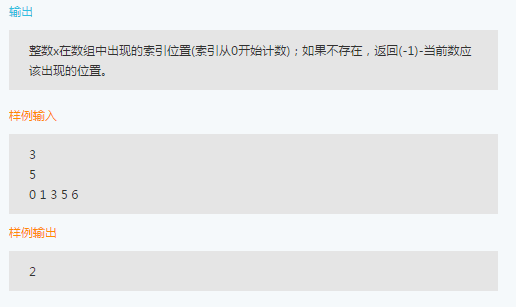 输出
整数x在数组中出现的索引位置(索引从0开始计数)；如果不存在，返回(-1)-当前数应
该出现的位置。
样例输入
3
5
0 1 3 5 6
样例输出
2